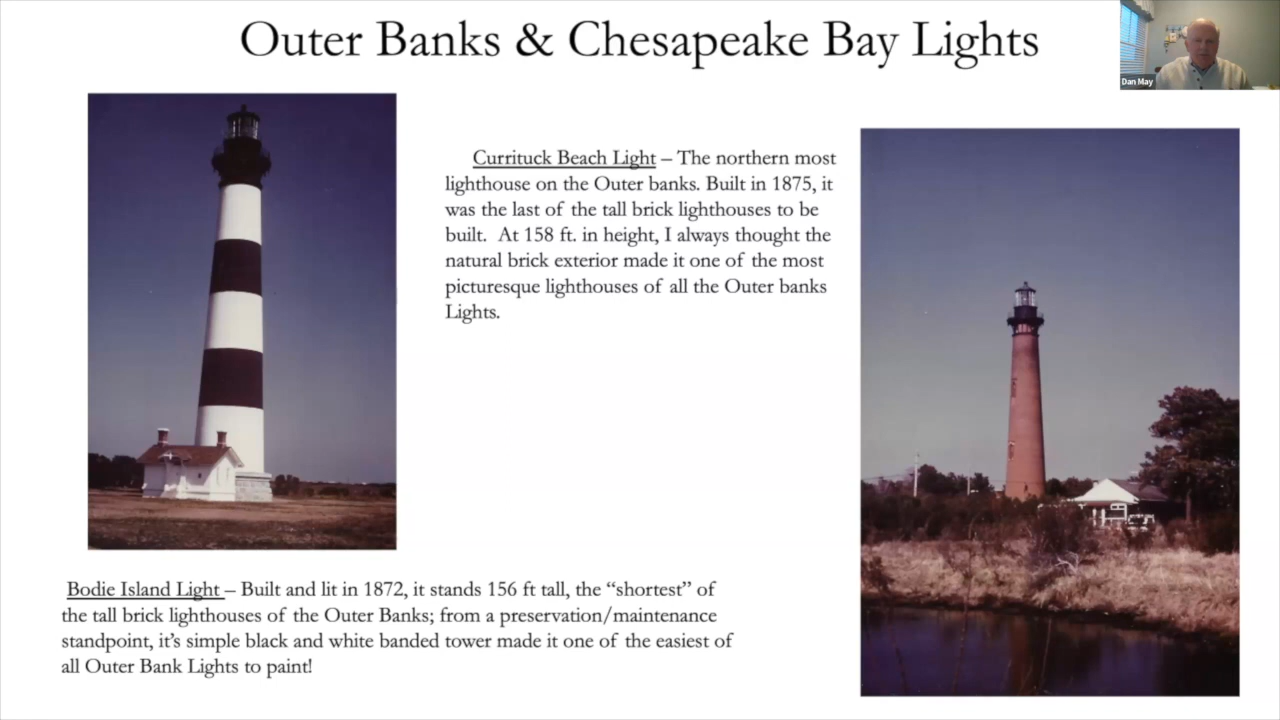 Outer Banks & Chesapeake Bay Lights
Dan May
Currituck Beach Light – The northern most
lighthouse on the Outer banks. Built in 1875, it
was the last of the tall brick lighthouses to be
built. At 158 ft. in height, I always thought the
natural brick exterior made it one of the most
picturesque lighthouses of all the Outer banks
Lights.
Bodie Island Light – Built and lit in 1872, it stands 156 ft tall, the “shortest” of
the tall brick lighthouses of the Outer Banks; from a preservation/maintenance
standpoint, it’s simple black and white banded tower made it one of the easiest of
all Outer Bank Lights to paint!